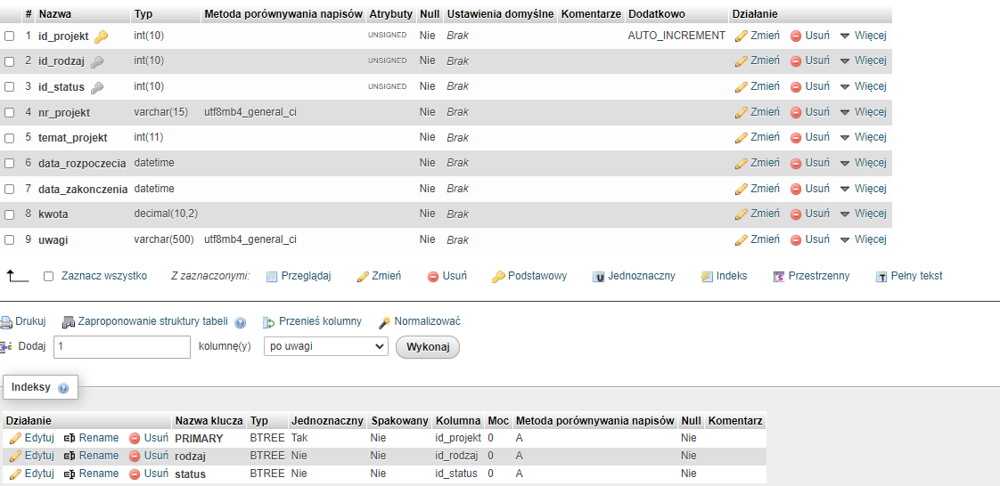 # Nazwa Typ Metoda porównywania napisów Atrybuty Null Ustawienia domyślne Komentarze Dodatkowo Działanie
1 id_projekt int(10) UNSIGNED Nie Brak AUTO_INCREMENT Zmień Usuń Więcej
2 id_rodzaj int(10) UNSIGNED Nie Brak Zmień Usuń Więcej
3 id_status int(10) UNSIGNED Nie Brak Zmień Usuń Więcej
4 nr_projekt varchar(15) utf8mb4_general_ci Nie Brak Zmień Usuń Więcej
5 temat_projekt int(11) Nie Brak Zmień Usuń Więcej
6 data_rozpoczecia datetime Nie Brak Zmień Usuń Więcej
7 data_zakonczenia datetime Nie Brak Zmień Usuń Więcej
8 kwota decimal(10,2) Nie Brak Zmień Usuń Więcej
9 uwagi varchar(500) utf8mb4_general_ci Nie Brak Zmień Usuń Więcej
Zaznacz wszystko Z zaznaczonymi: Przeglądaj Zmień Usuń Podstawowy Jednoznaczny Indeks Przestrzenny Pełny tekst
Drukuj Zaproponowanie struktury tabeli Przenieś kolumny Normalizować
Dodaj 1 kolumnę(y) po uwagi Wykonaj
Indeksy
Działanie Nazwa klucza Typ Jednoznaczny Spakowany Kolumna Moc Metoda porównywania napisów Null Komentarz
Edytuj Rename Usuń PRIMARY BTREE Tak Nie id_projekt 0 A Nie
Edytuj Rename Usuń rodzaj BTREE Nie Nie id_rodzaj 0 A Nie
Edytuj Rename Usuń status BTREE Nie Nie id_status 0 A Nie